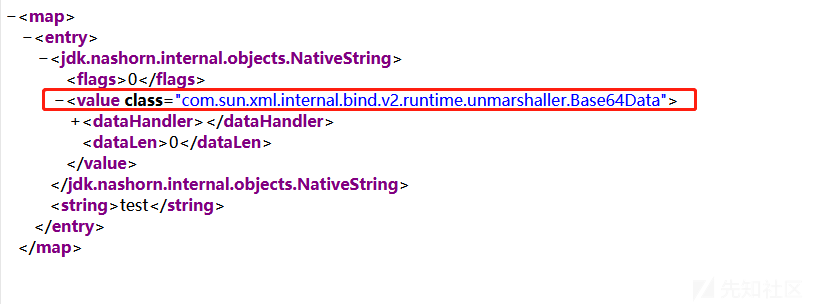 −<map>
−<entry>
−<jdk.nashorn.internal.objects.NativeString>
<flags>0</flags>
−<value class="com.sun.xml.internal.bind.v2.runtime.unmarshaller.Base64Data">
+<dataHandler></dataHandler>
<dataLen>0</dataLen>
</value>
</jdk.nashorn.internal.objects.NativeString>
<string>test</string>
</entry>
</map>
先知社区